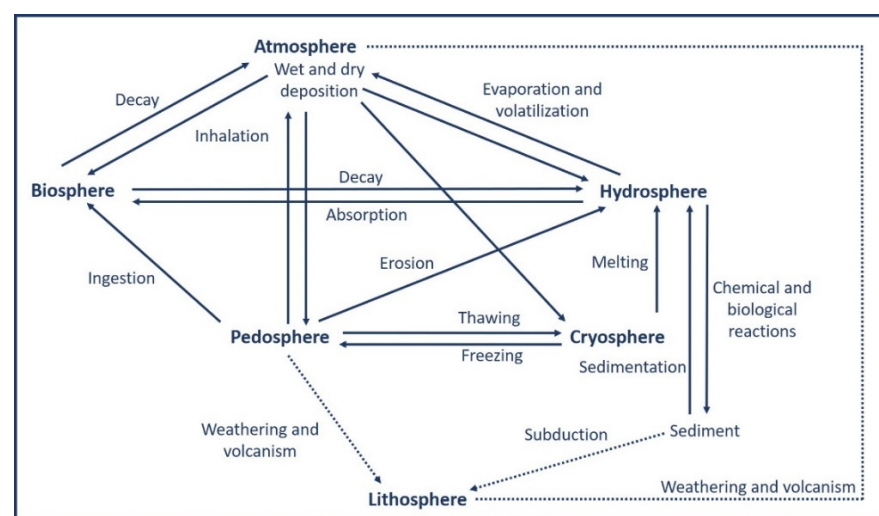 Atmosphere
Wet and dry
deposition
Evaporation and
volatilization
Decay
Inhalation
Biosphere
Decay
Hydrosphere
Absorption
Ingestion
Erosion
Melting
Chemical and
biological
reactions
Pedosphere
Thawing
Cryosphere
Freezing
Sedimentation
Weathering and
volcanism
Subduction
Sediment
Lithosphere
Weathering and volcanism